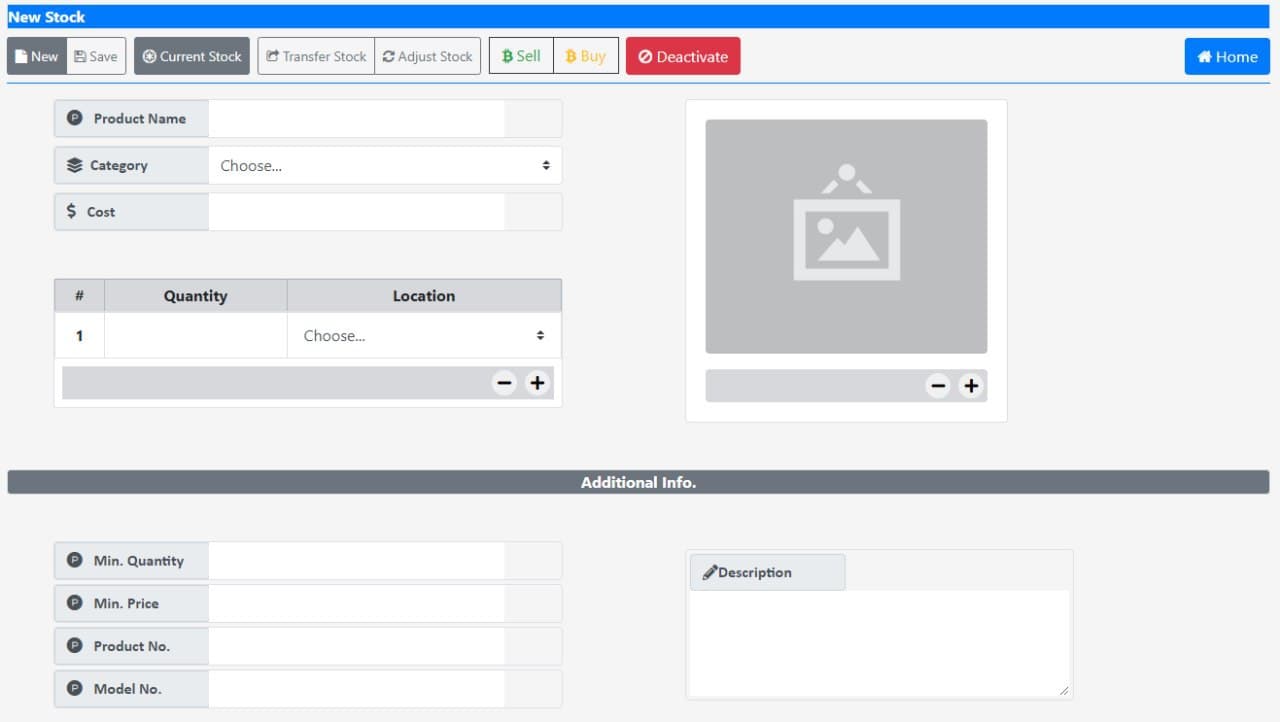 New Stock
New Save Current Stock Transfer Stock Adjust Stock Sell Buy Deactivate Home
Product Name
Category Choose...
Cost
# Quantity Location
1 Choose...
Additional Info.
Min. Quantity
Min. Price
Product No.
Model No.
Description